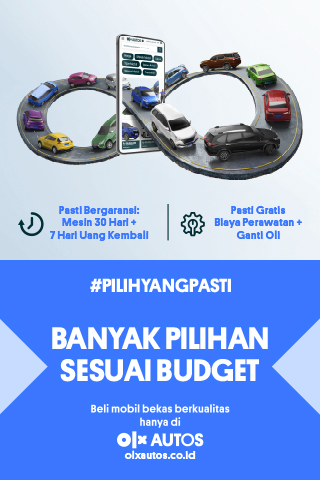 Pasti Bergaransi:
Mesin 30 Hari +
7 Hari Uang Kembali
Pasti Gratis
Biaya Perawatan +
Ganti Oli
#PILIHYANGPASTI
BANYAK PILIHAN
SESUAI BUDGET
Beli mobil bekas berkualitas
hanya di
olx AUTOS
olxautos.co.id